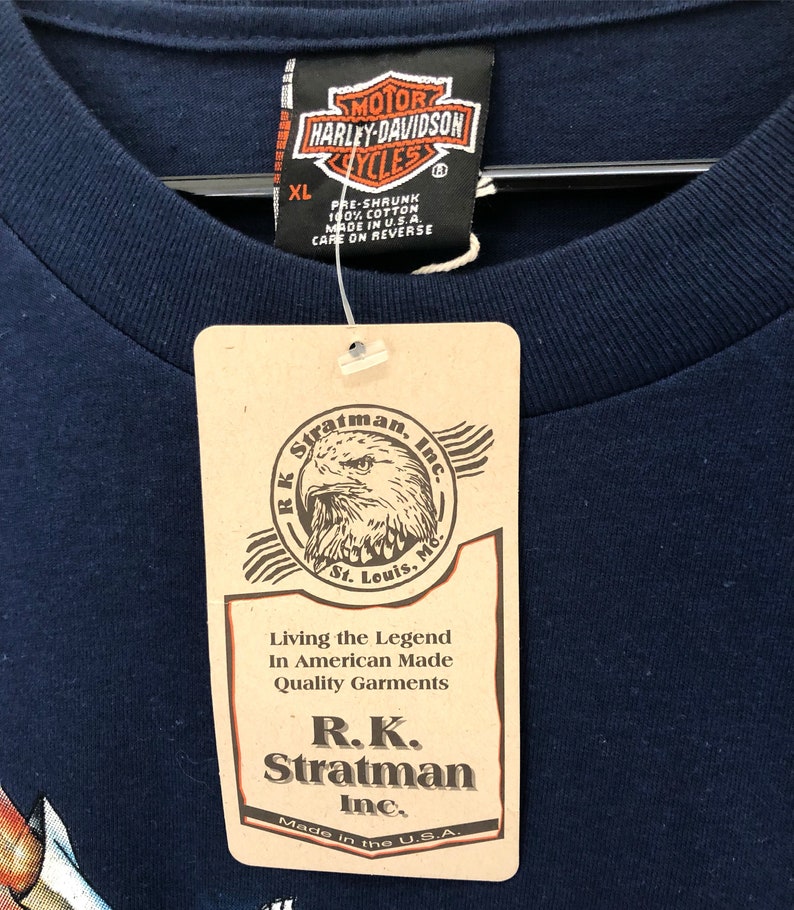 MOTOR
HARLEY-DAVIDSON
CYCLES
®
XL
PRE-SHRUNK
100% COTTON
MADE IN U.S.A.
CARE ON REVERSE
R K Stratman, Inc.
St. Louis, Mo.
Living the Legend
In American Made
Quality Garments
R.K.
Stratman
Inc.
Made in the U.S.A.